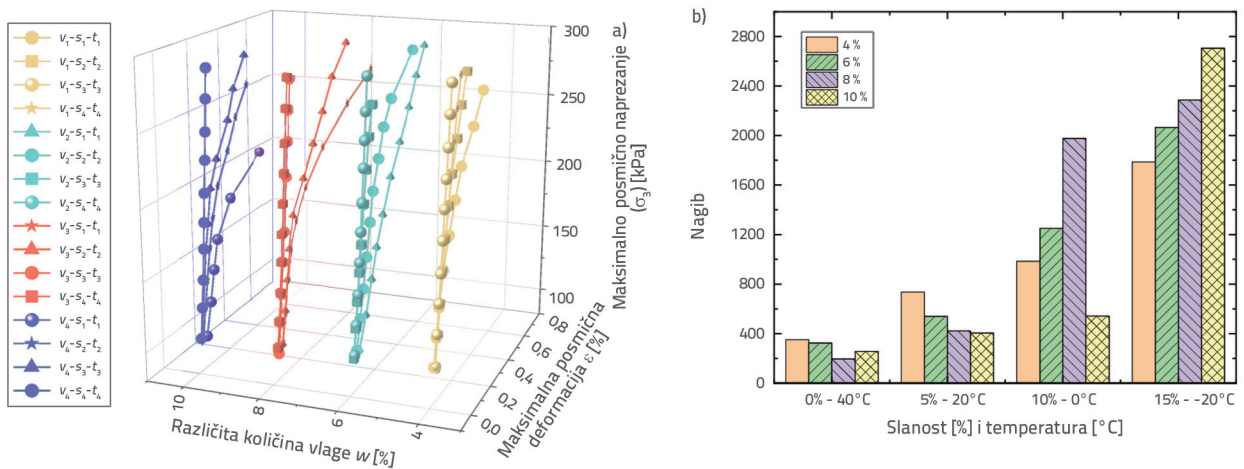 v₁-s₁-t₁
v₁-s₂-t₂
v₁-s₂-t₃
v₁-s₄-t₄
v₂-s₁-t₁
v₂-s₂-t₂
v₂-s₃-t₃
v₂-s₄-t₄
v₃-s₁-t₁
v₃-s₂-t₂
v₃-s₃-t₃
v₃-s₄-t₄
v₄-s₁-t₁
v₄-s₂-t₂
v₄-s₂-t₃
v₄-s₄-t₄
a)
300
250
200
150
100
Maksimalno posmično naprezanje
(σ₃) [kPa]
0,8
0,6
0,4
0,2
0,0
Maksimalna posmična
deformacija ε [%]
10
8
6
4
Različita količina vlage w [%]
b)
2800
2400
2000
1600
1200
800
400
0
Nagib
4 %
6 %
8 %
10 %
0% - 40°C
5% - 20°C
10% - 0°C
15% - -20°C
Slanost [%] i temperatura [°C]